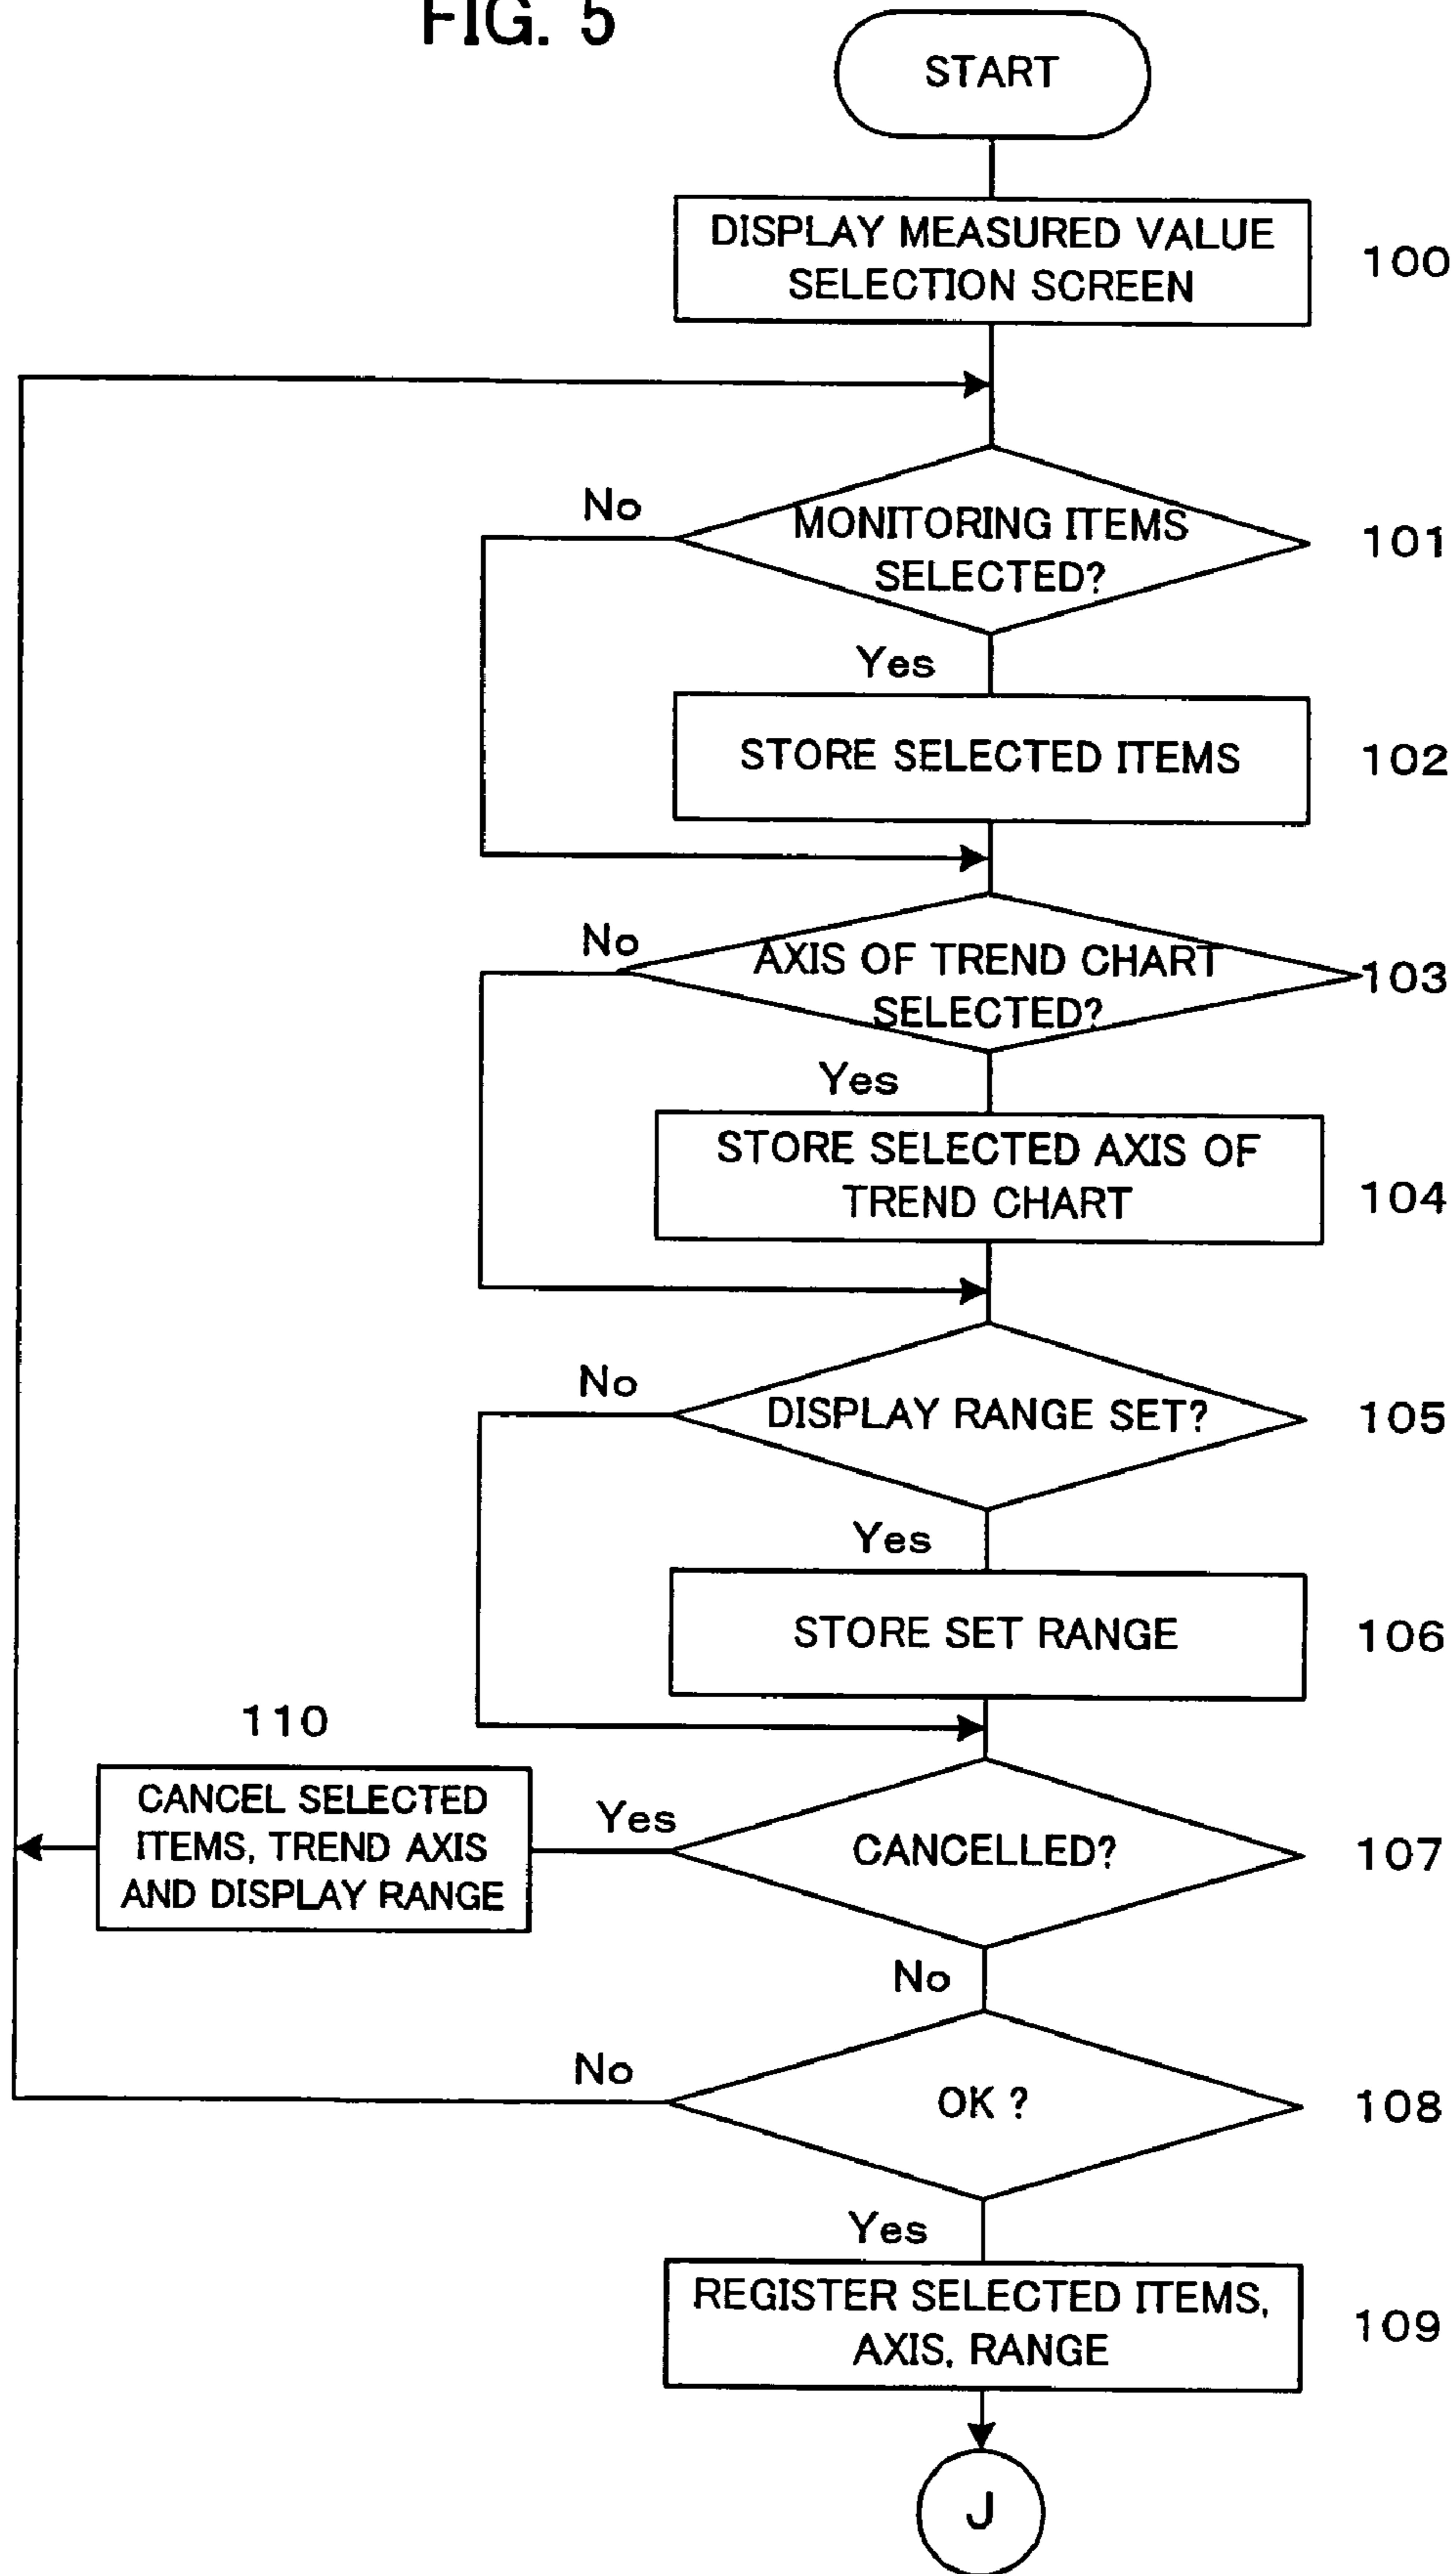 FIG. 5
START
DISPLAY MEASURED VALUE
SELECTION SCREEN
100
No
MONITORING ITEMS
SELECTED?
101
Yes
STORE SELECTED ITEMS
102
No
AXIS OF TREND CHART
SELECTED?
103
Yes
STORE SELECTED AXIS OF
TREND CHART
104
No
DISPLAY RANGE SET?
105
Yes
STORE SET RANGE
106
110
CANCEL SELECTED
ITEMS, TREND AXIS
AND DISPLAY RANGE
Yes
CANCELLED?
107
No
No
OK ?
108
Yes
REGISTER SELECTED ITEMS,
AXIS, RANGE
109
J